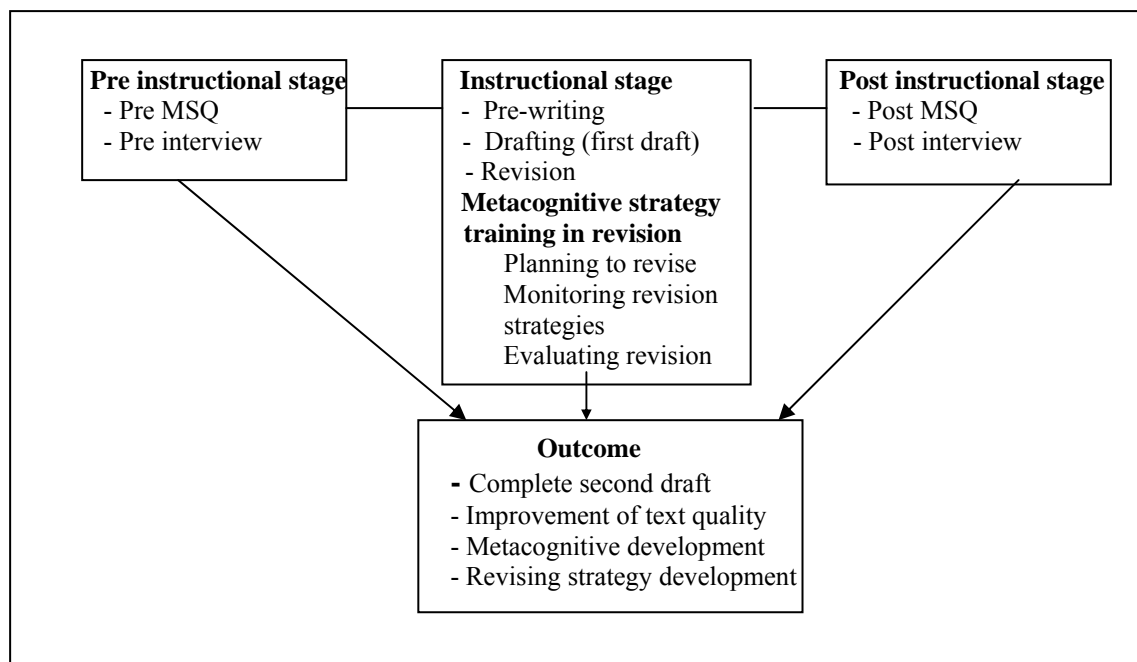 Pre instructional stage
- Pre MSQ
- Pre interview
Instructional stage
- Pre-writing
- Drafting (first draft)
- Revision
Metacognitive strategy
training in revision
Planning to revise
Monitoring revision
strategies
Evaluating revision
Post instructional stage
- Post MSQ
- Post interview
Outcome
- Complete second draft
- Improvement of text quality
- Metacognitive development
- Revising strategy development